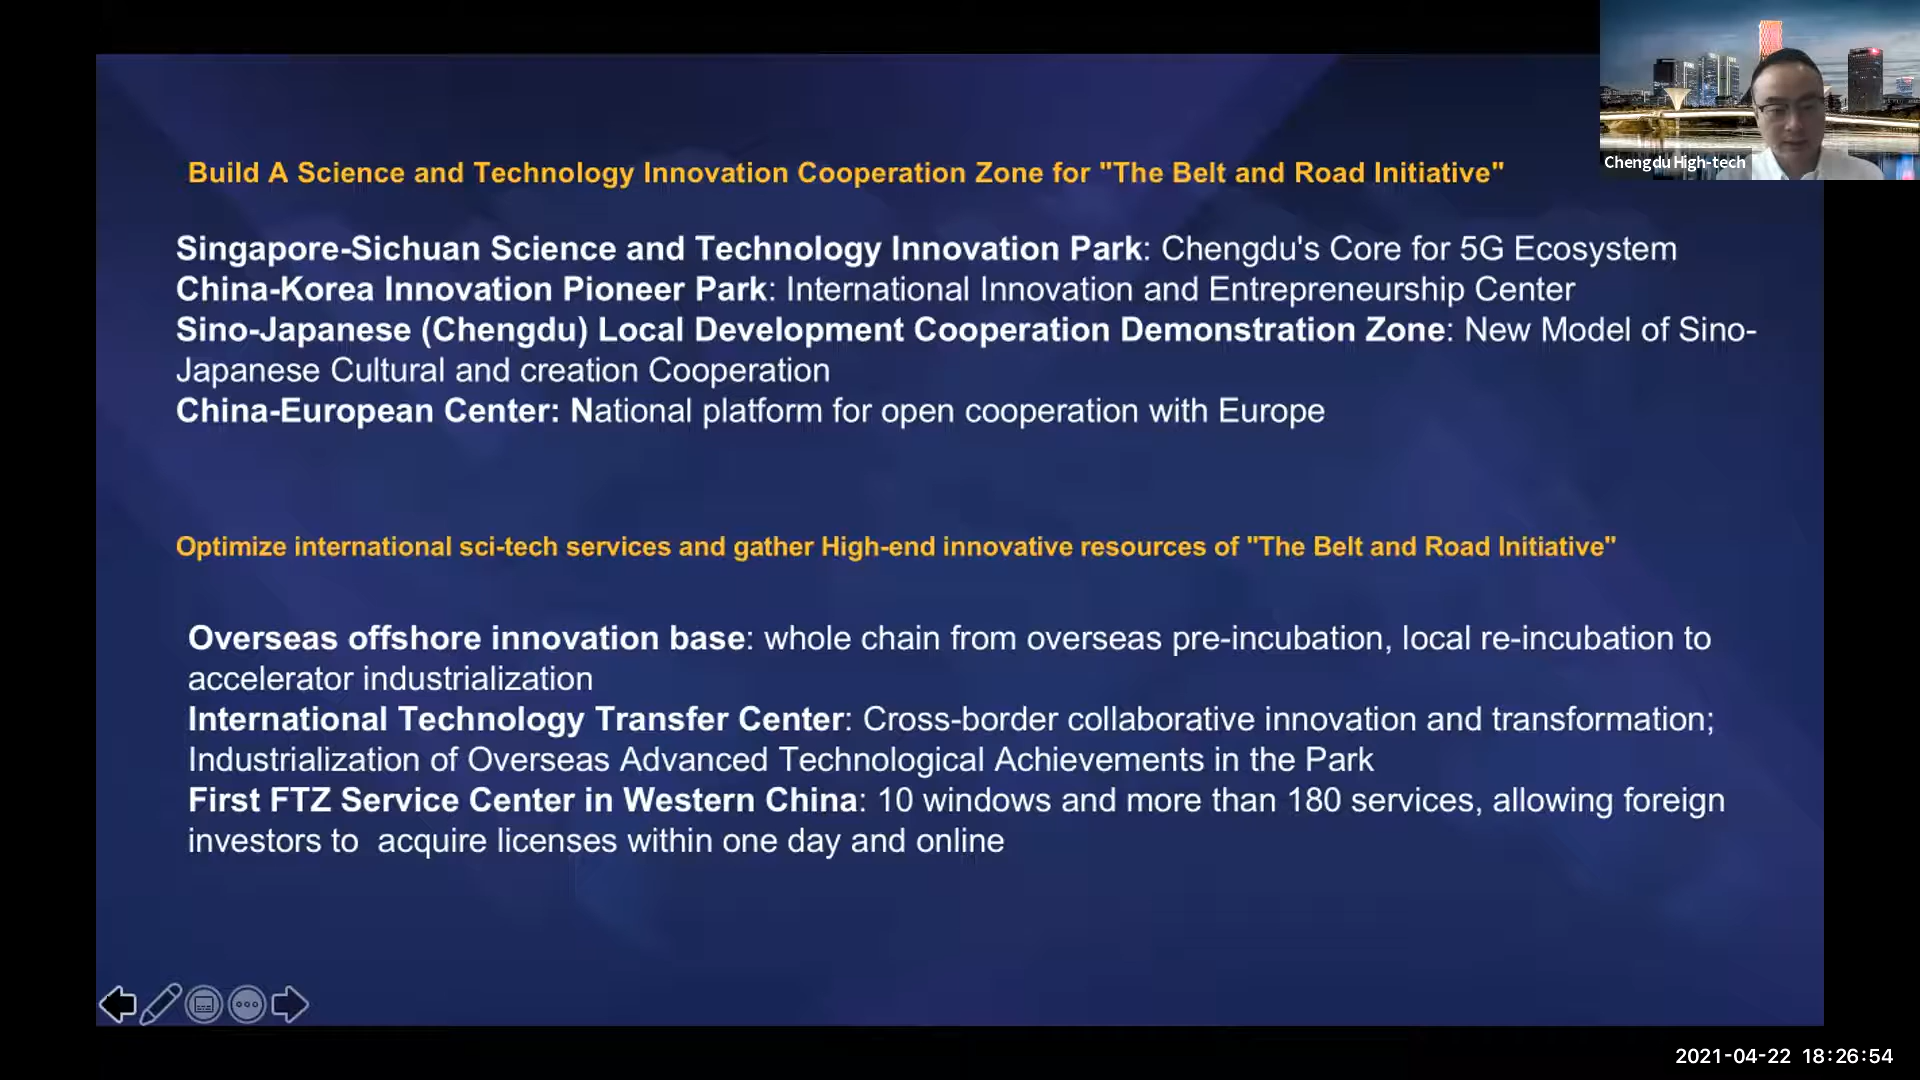 Chengdu High-tech
Build A Science and Technology Innovation Cooperation Zone for "The Belt and Road Initiative"
Singapore-Sichuan Science and Technology Innovation Park: Chengdu's Core for 5G Ecosystem
China-Korea Innovation Pioneer Park: International Innovation and Entrepreneurship Center
Sino-Japanese (Chengdu) Local Development Cooperation Demonstration Zone: New Model of Sino-
Japanese Cultural and creation Cooperation
China-European Center: National platform for open cooperation with Europe
Optimize international sci-tech services and gather High-end innovative resources of "The Belt and Road Initiative"
Overseas offshore innovation base: whole chain from overseas pre-incubation, local re-incubation to
accelerator industrialization
International Technology Transfer Center: Cross-border collaborative innovation and transformation;
Industrialization of Overseas Advanced Technological Achievements in the Park
First FTZ Service Center in Western China: 10 windows and more than 180 services, allowing foreign
investors to  acquire licenses within one day and online
2021-04-22 18:26:54